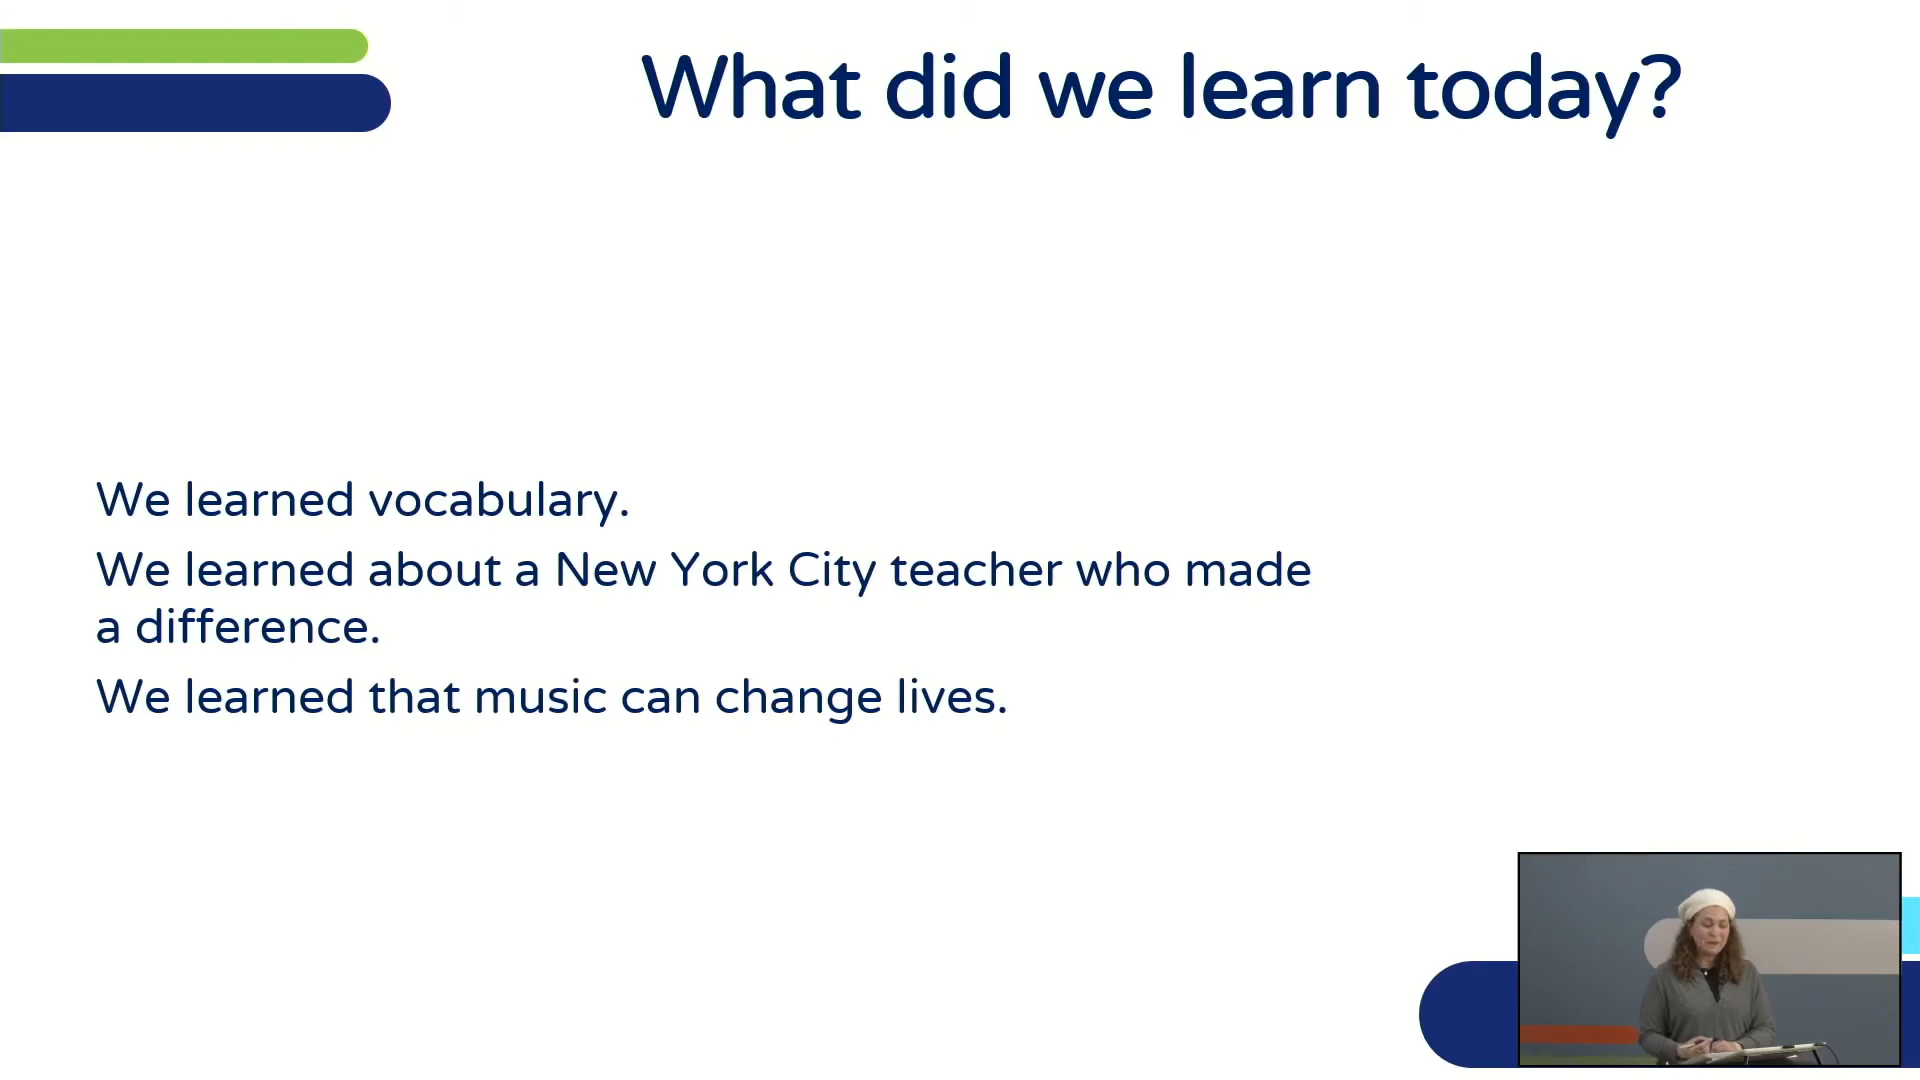 What did we learn today?
We learned vocabulary.
We learned about a New York City teacher who made
a difference.
We learned that music can change lives.